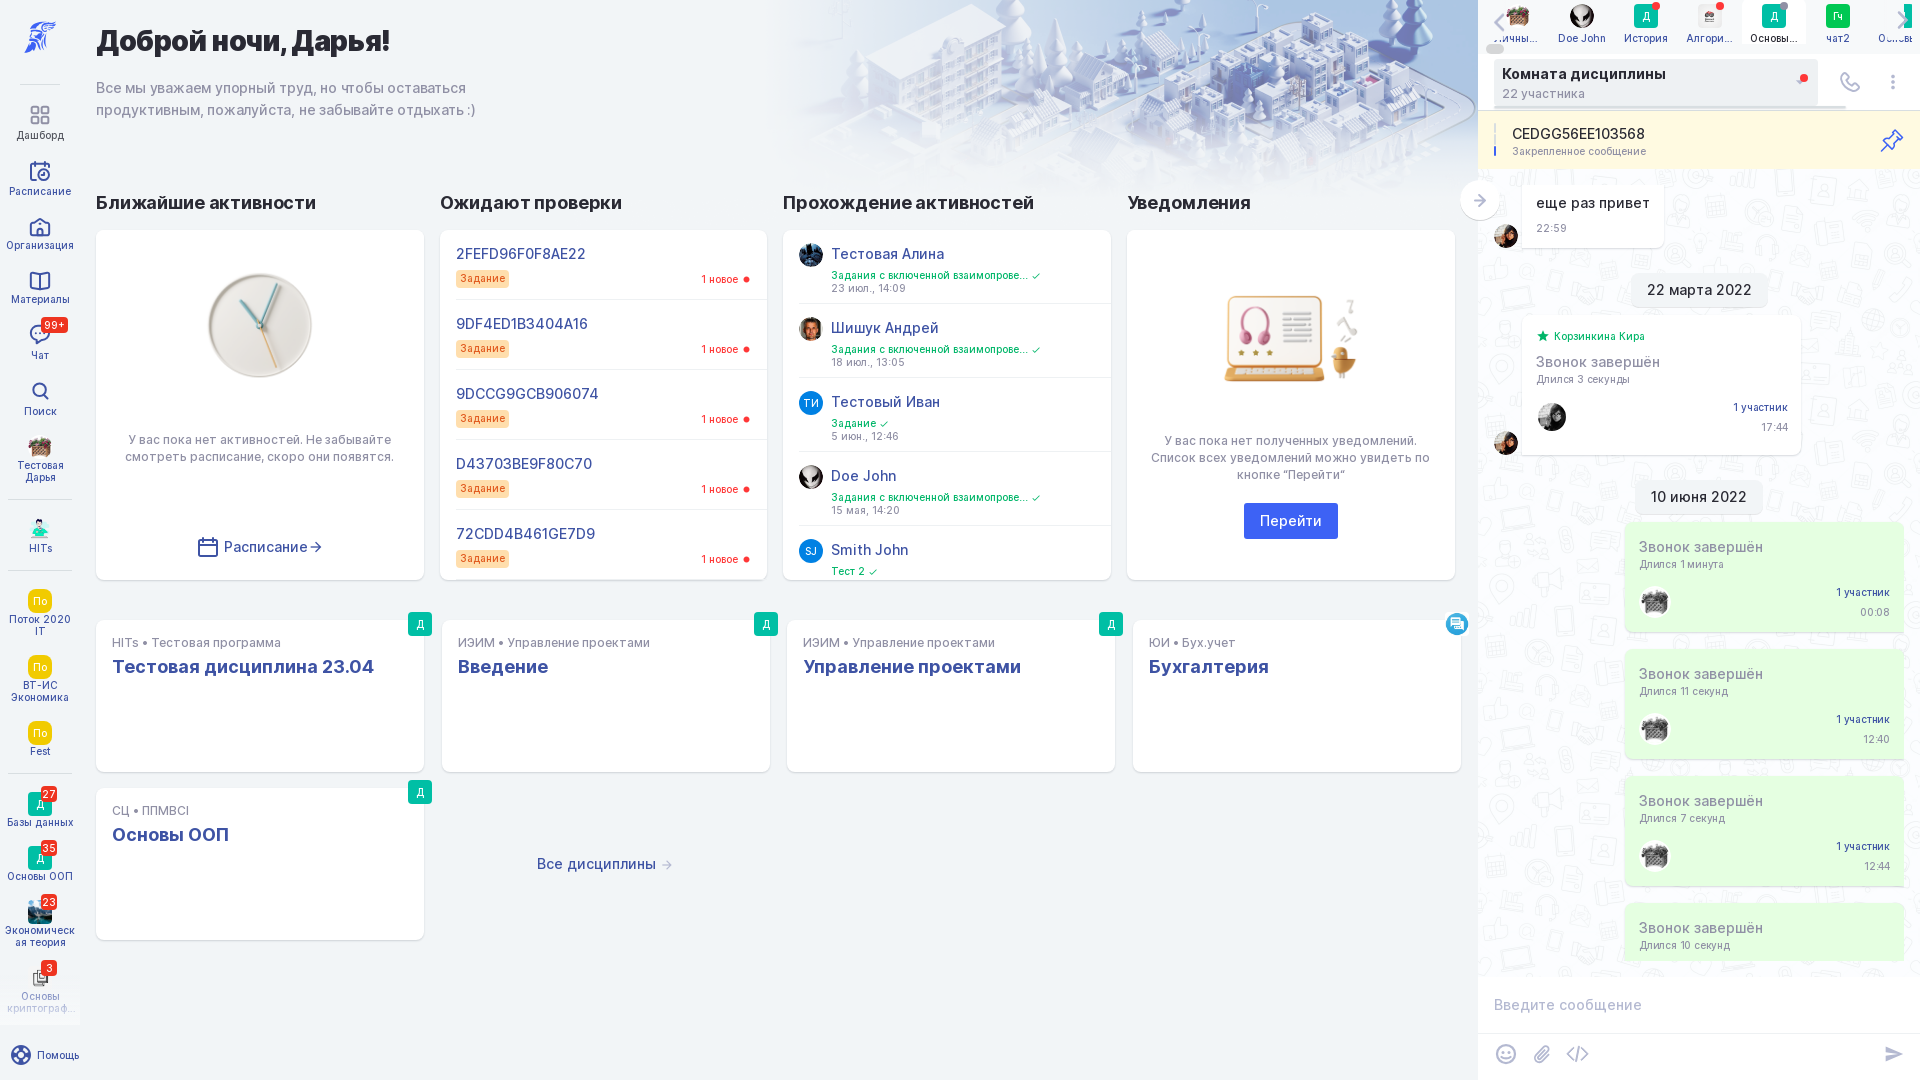 Дашборд
Расписание
Организация
Материалы
99+
Чат
Поиск
Тестовая
Дарья
HITs
По
Поток 2020
IT
По
ВТ-ИС
Экономика
По
Fest
27
Д
Базы данных
35
Д
Основы ООП
23
Экономическ
ая теория
3
Основы
криптограф...
Помощь
Доброй ночи, Дарья!
Все мы уважаем упорный труд, но чтобы оставаться
продуктивным, пожалуйста, не забывайте отдыхать :)
Ближайшие активности
У вас пока нет активностей. Не забывайте
смотреть расписание, скоро они появятся.
Расписание
Ожидают проверки
2FEFD96F0F8AE22
Задание
1 новое
9DF4ED1B3404A16
Задание
1 новое
9DCCG9GCB906074
Задание
1 новое
D43703BE9F80C70
Задание
1 новое
72CDD4B461GE7D9
Задание
1 новое
Прохождение активностей
Тестовая Алина
Задания с включенной взаимопрове...
23 июл., 14:09
Шишук Андрей
Задания с включенной взаимопрове...
18 июл., 13:05
ТИ
Тестовый Иван
Задание
5 июн., 12:46
Doe John
Задания с включенной взаимопрове...
15 мая, 14:20
SJ
Smith John
Тест 2
Уведомления
У вас пока нет полученных уведомлений.
Список всех уведомлений можно увидеть по
кнопке “Перейти“
Перейти
Д
HITs • Тестовая программа
Тестовая дисциплина 23.04
Д
ИЭИМ • Управление проектами
Введение
Д
ИЭИМ • Управление проектами
Управление проектами
ЮИ • Бух.учет
Бухгалтерия
Д
СЦ • ППМВСI
Основы ООП
Все дисциплины
Doe John
Д
История
Алгори...
Д
Основы...
Гч
чат2
Комната дисциплины
22 участника
CEDGG56EE103568
Закрепленное сообщение
еще раз привет
22:59
22 марта 2022
Корзинкина Кира
Звонок завершён
Длился 3 секунды
1 участник
17:44
10 июня 2022
Звонок завершён
Длился 1 минута
1 участник
00:08
Звонок завершён
Длился 11 секунд
1 участник
12:40
Звонок завершён
Длился 7 секунд
1 участник
12:44
Звонок завершён
Длился 10 секунд
Введите сообщение